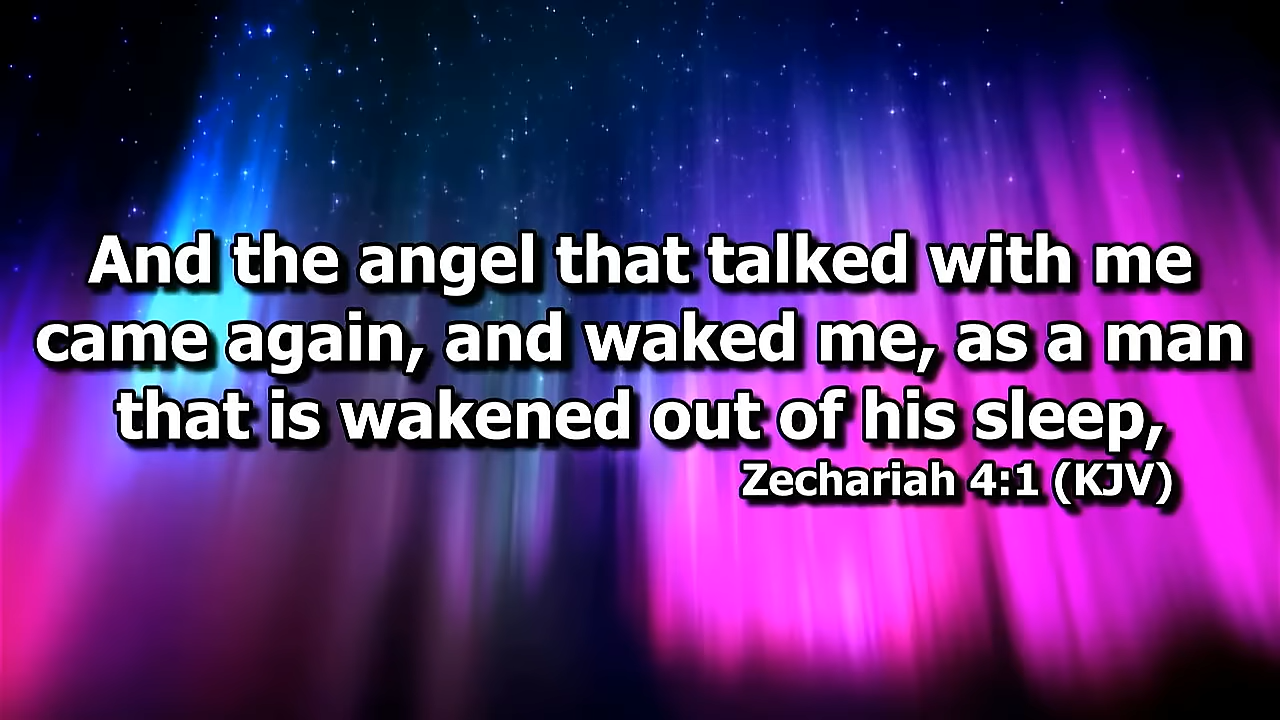 And the angel that talked with me
came again, and waked me, as a man
that is wakened out of his sleep,
Zechariah 4:1 (KJV)